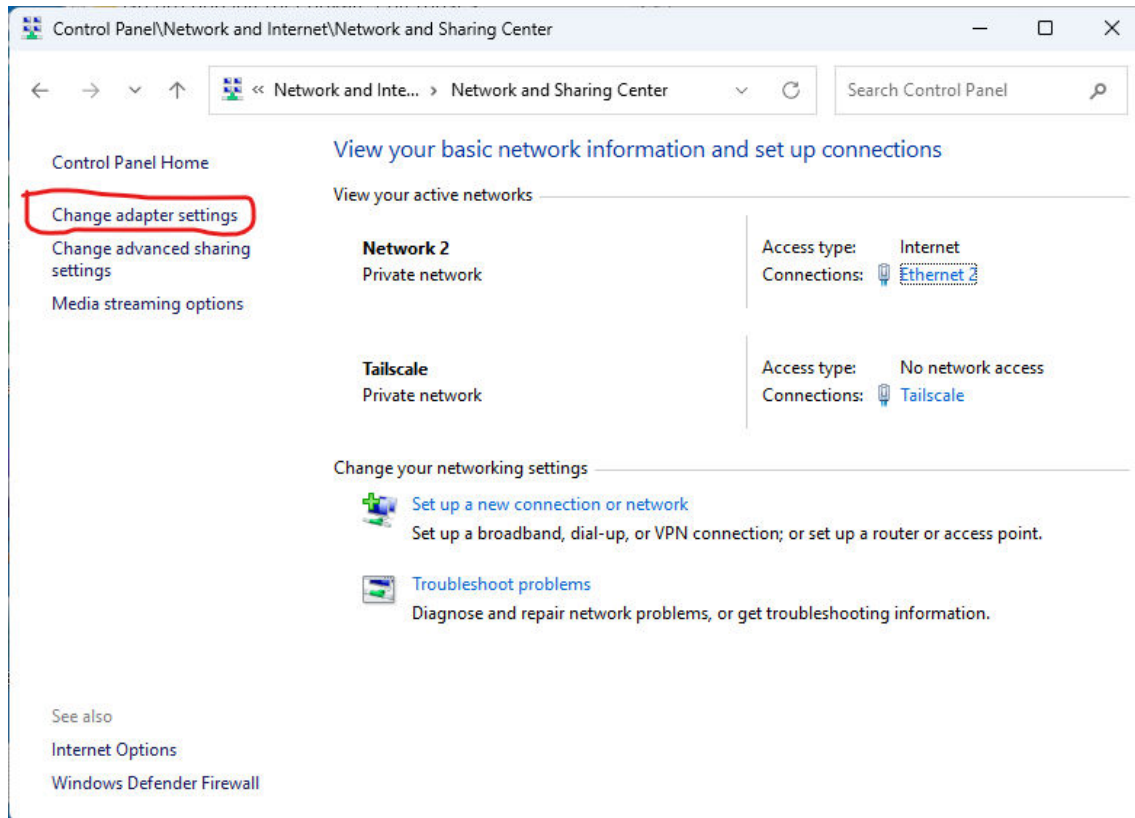 Control Panel\Network and Internet\Network and Sharing Center
« Network and Inte... › Network and Sharing Center
Search Control Panel
Control Panel Home
Change adapter settings
Change advanced sharing
settings
Media streaming options
View your basic network information and set up connections
View your active networks
Network 2
Private network
Access type: Internet
Connections: Ethernet 2
Tailscale
Private network
Access type: No network access
Connections: Tailscale
Change your networking settings
Set up a new connection or network
Set up a broadband, dial-up, or VPN connection; or set up a router or access point.
Troubleshoot problems
Diagnose and repair network problems, or get troubleshooting information.
See also
Internet Options
Windows Defender Firewall